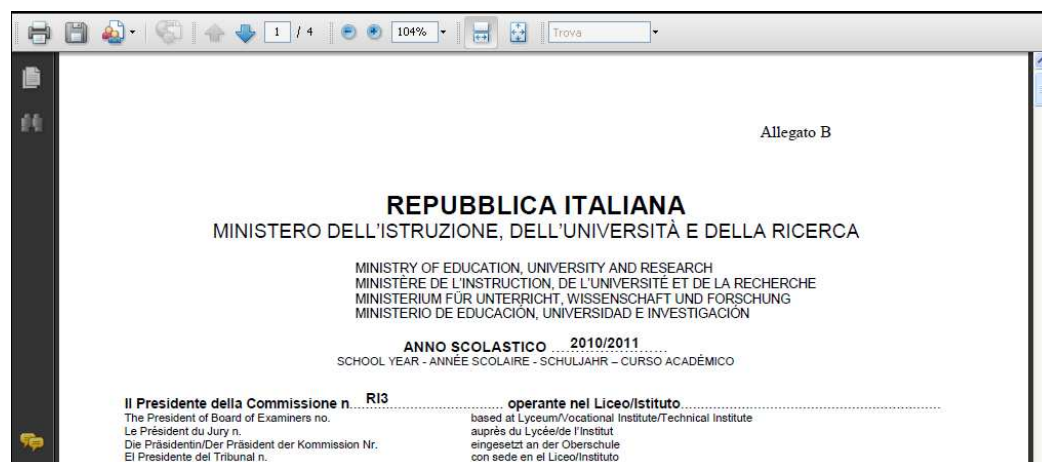 1 / 4 104% Trova
Allegato B
REPUBBLICA ITALIANA
MINISTERO DELL'ISTRUZIONE, DELL'UNIVERSITÀ E DELLA RICERCA
MINISTRY OF EDUCATION, UNIVERSITY AND RESEARCH
MINISTÈRE DE L'INSTRUCTION, DE L'UNIVERSITÉ ET DE LA RECHERCHE
MINISTERIUM FÜR UNTERRICHT, WISSENSCHAFT UND FORSCHUNG
MINISTERIO DE EDUCACIÓN, UNIVERSIDAD E INVESTIGACIÓN
ANNO SCOLASTICO ....2010/2011......
SCHOOL YEAR - ANNÉE SCOLAIRE - SCHULJAHR – CURSO ACADÉMICO
Il Presidente della Commissione n...RI3.................... operante nel Liceo/Istituto............................................................
The President of Board of Examiners no. based at Lyceum/Vocational Institute/Technical Institute
Le Président du Jury n. auprès du Lycée/de l'Institut
Die Präsidentin/Der Präsident der Kommission Nr. eingesetzt an der Oberschule
El Presidente del Tribunal n. con sede en el Liceo/Instituto